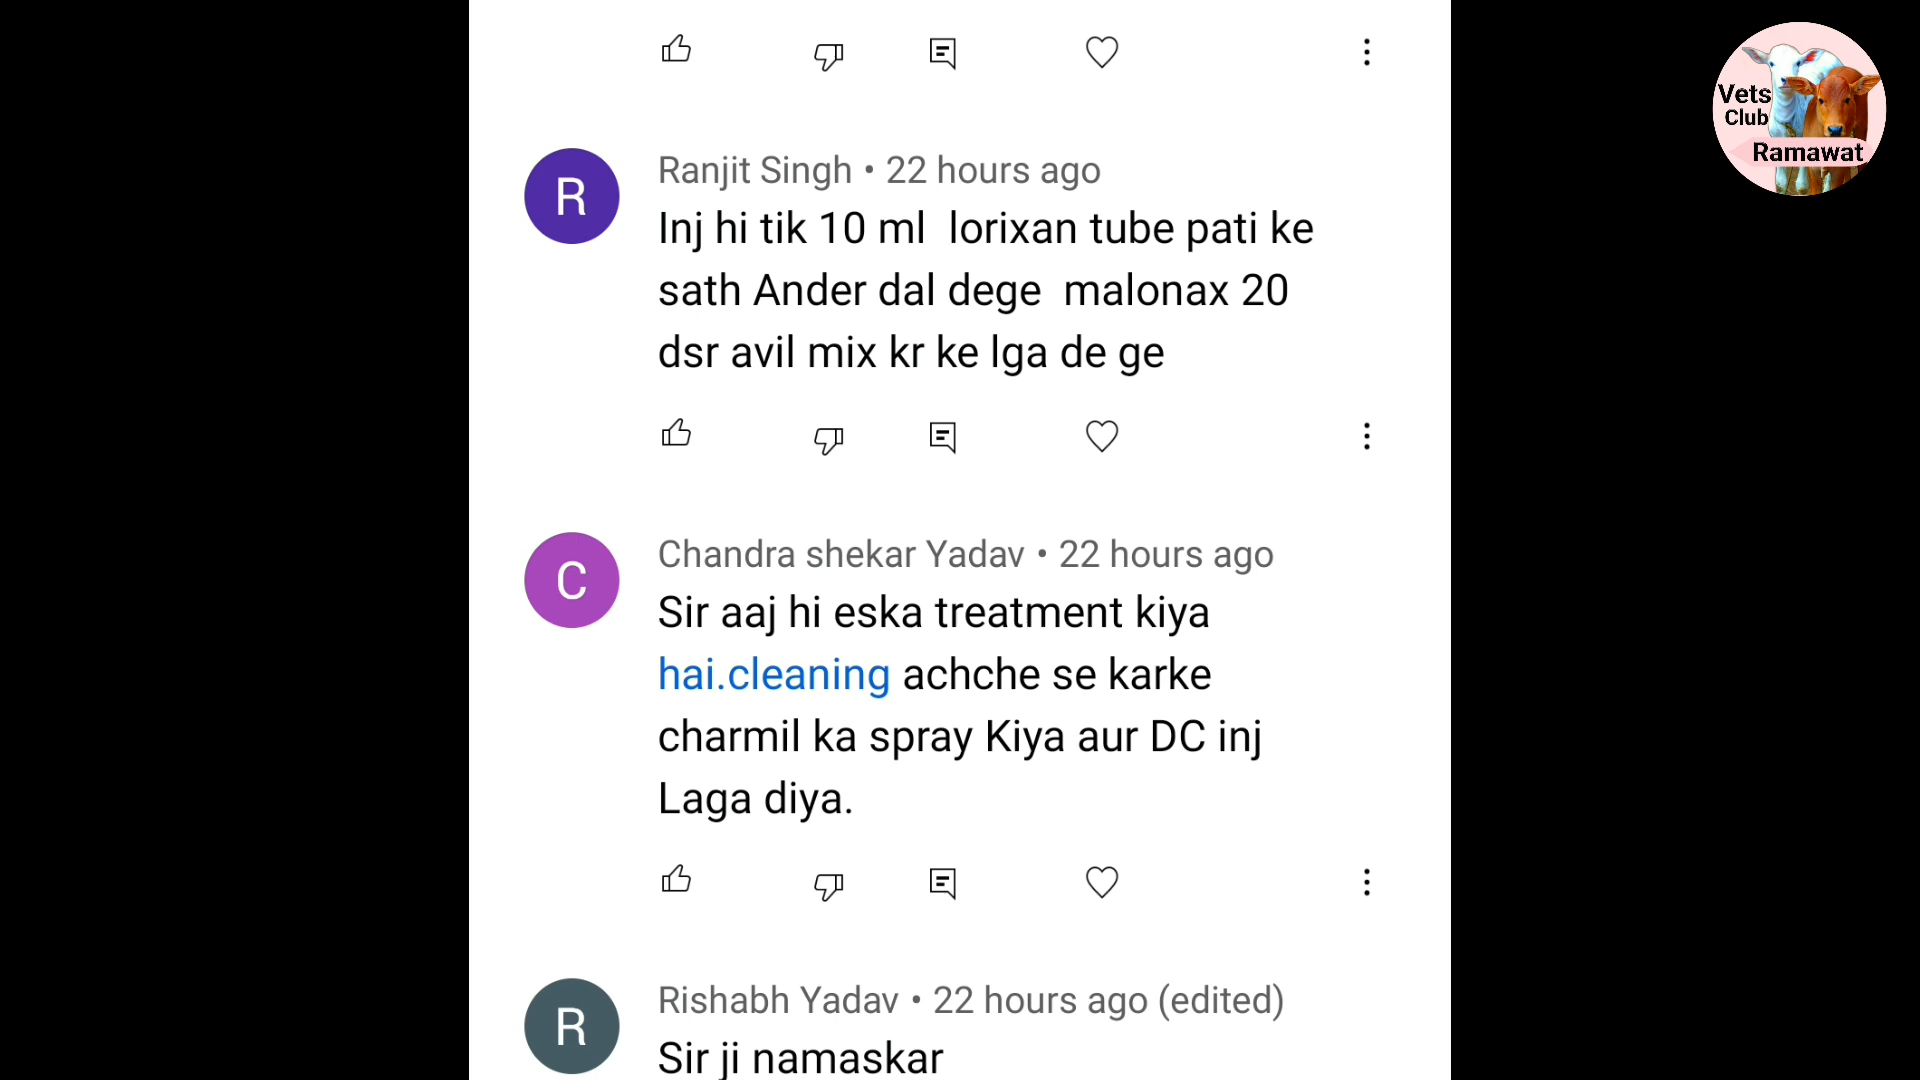 Vets
Club
Ramawat
R
Ranjit Singh • 22 hours ago
Inj hi tik 10 ml lorixan tube pati ke
sath Ander dal dege malonax 20
dsr avil mix kr ke lga de ge
C
Chandra shekar Yadav • 22 hours ago
Sir aaj hi eska treatment kiya
hai.cleaning achche se karke
charmil ka spray Kiya aur DC inj
Laga diya.
R
Rishabh Yadav • 22 hours ago (edited)
Sir ji namaskar